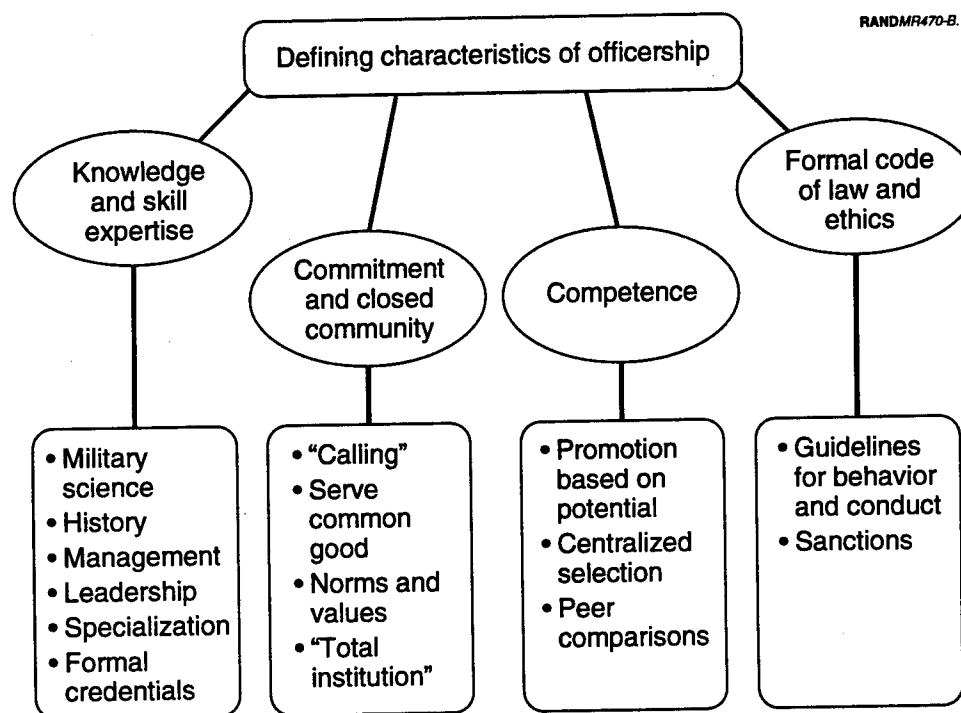 RANDMR470-B.
Defining characteristics of officership
Knowledge
and skill
expertise
Commitment
and closed
community
Competence
Formal code
of law and
ethics
• Military
science
• History
• Management
• Leadership
• Specialization
• Formal
credentials
• “Calling”
• Serve
common
good
• Norms and
values
• “Total
institution”
• Promotion
based on
potential
• Centralized
selection
• Peer
comparisons
• Guidelines
for behavior
and conduct
• Sanctions